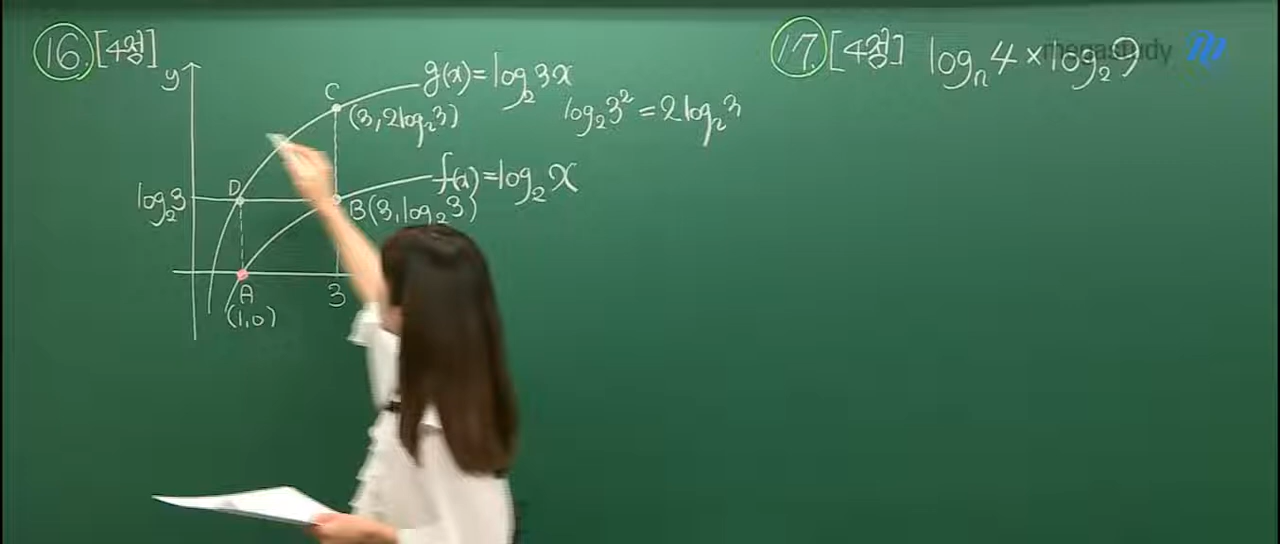 16. [4점]
y
C
g(x)=log₂3x
(3, 2log₂3)
log₂3²=2log₂3
D
log₂3
f(x)=log₂x
B(3, log₂3)
A
3
(1, 0)
17. [4점] logₙ4×log₂9
megastudy